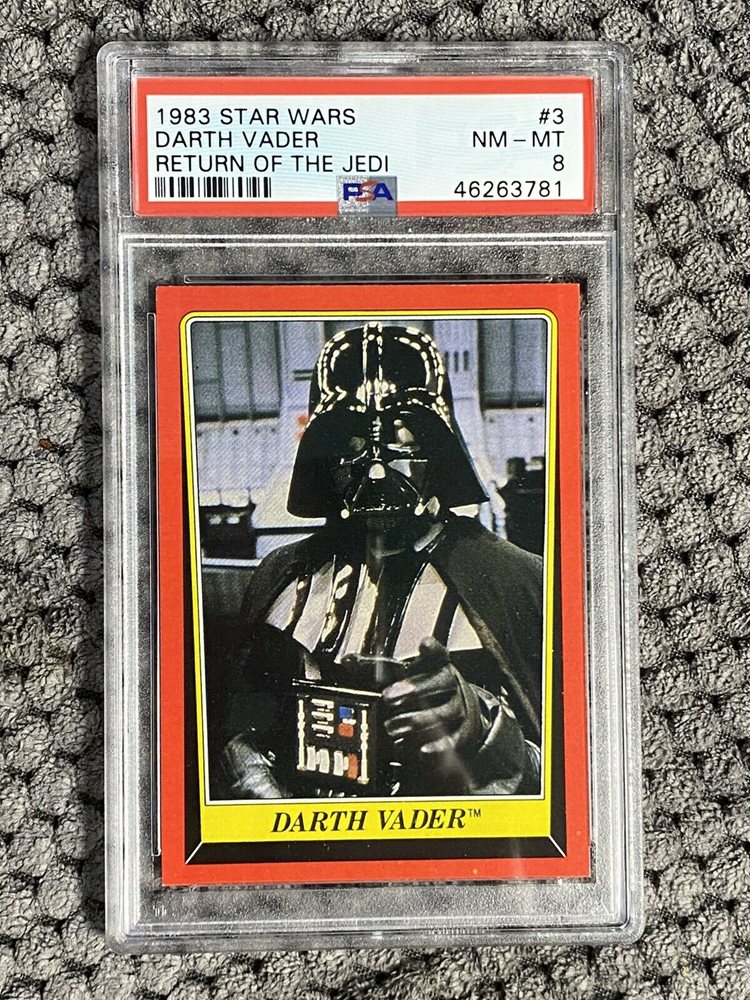 1983 STAR WARS #3
DARTH VADER NM - MT
RETURN OF THE JEDI 8
PSA 46263781
DARTH VADER™